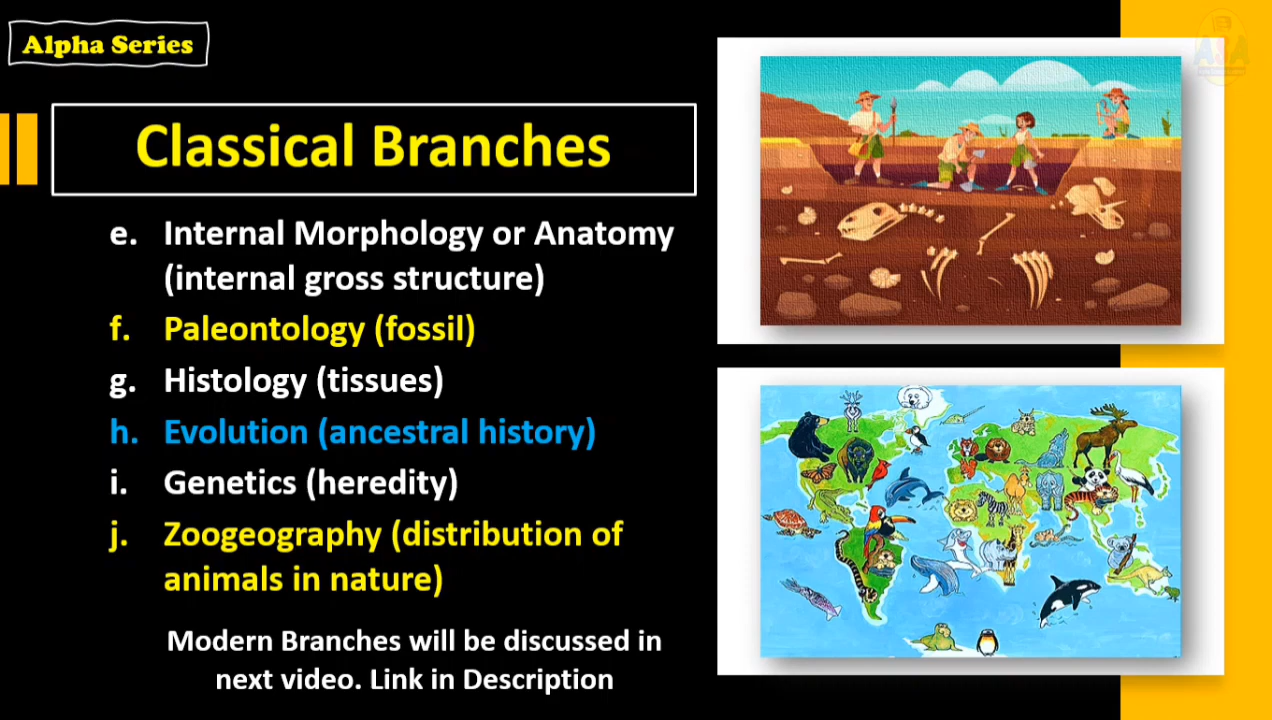 Alpha Series
Classical Branches
e. Internal Morphology or Anatomy
(internal gross structure)
f. Paleontology (fossil)
g. Histology (tissues)
h. Evolution (ancestral history)
i. Genetics (heredity)
j. Zoogeography (distribution of
animals in nature)
Modern Branches will be discussed in
next video. Link in Description